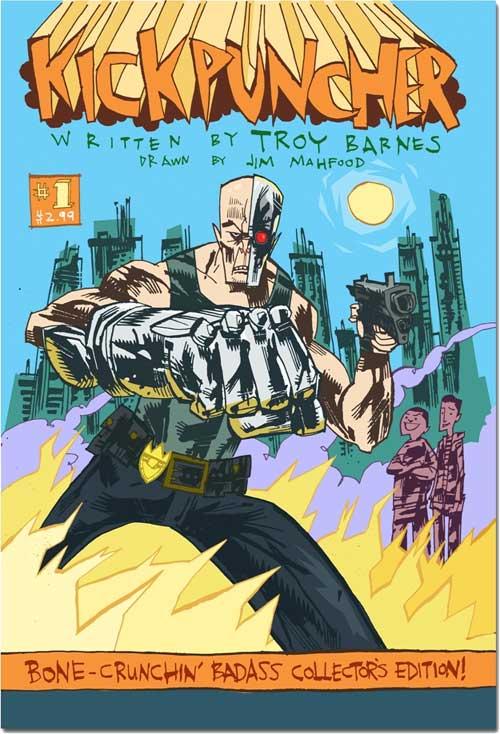 KICKPUNCHER
WRITTEN BY TROY BARNES
DRAWN BY JIM MAHFOOD
#1
$2.99
BONE-CRUNCHIN' BADASS COLLECTOR'S EDITION!